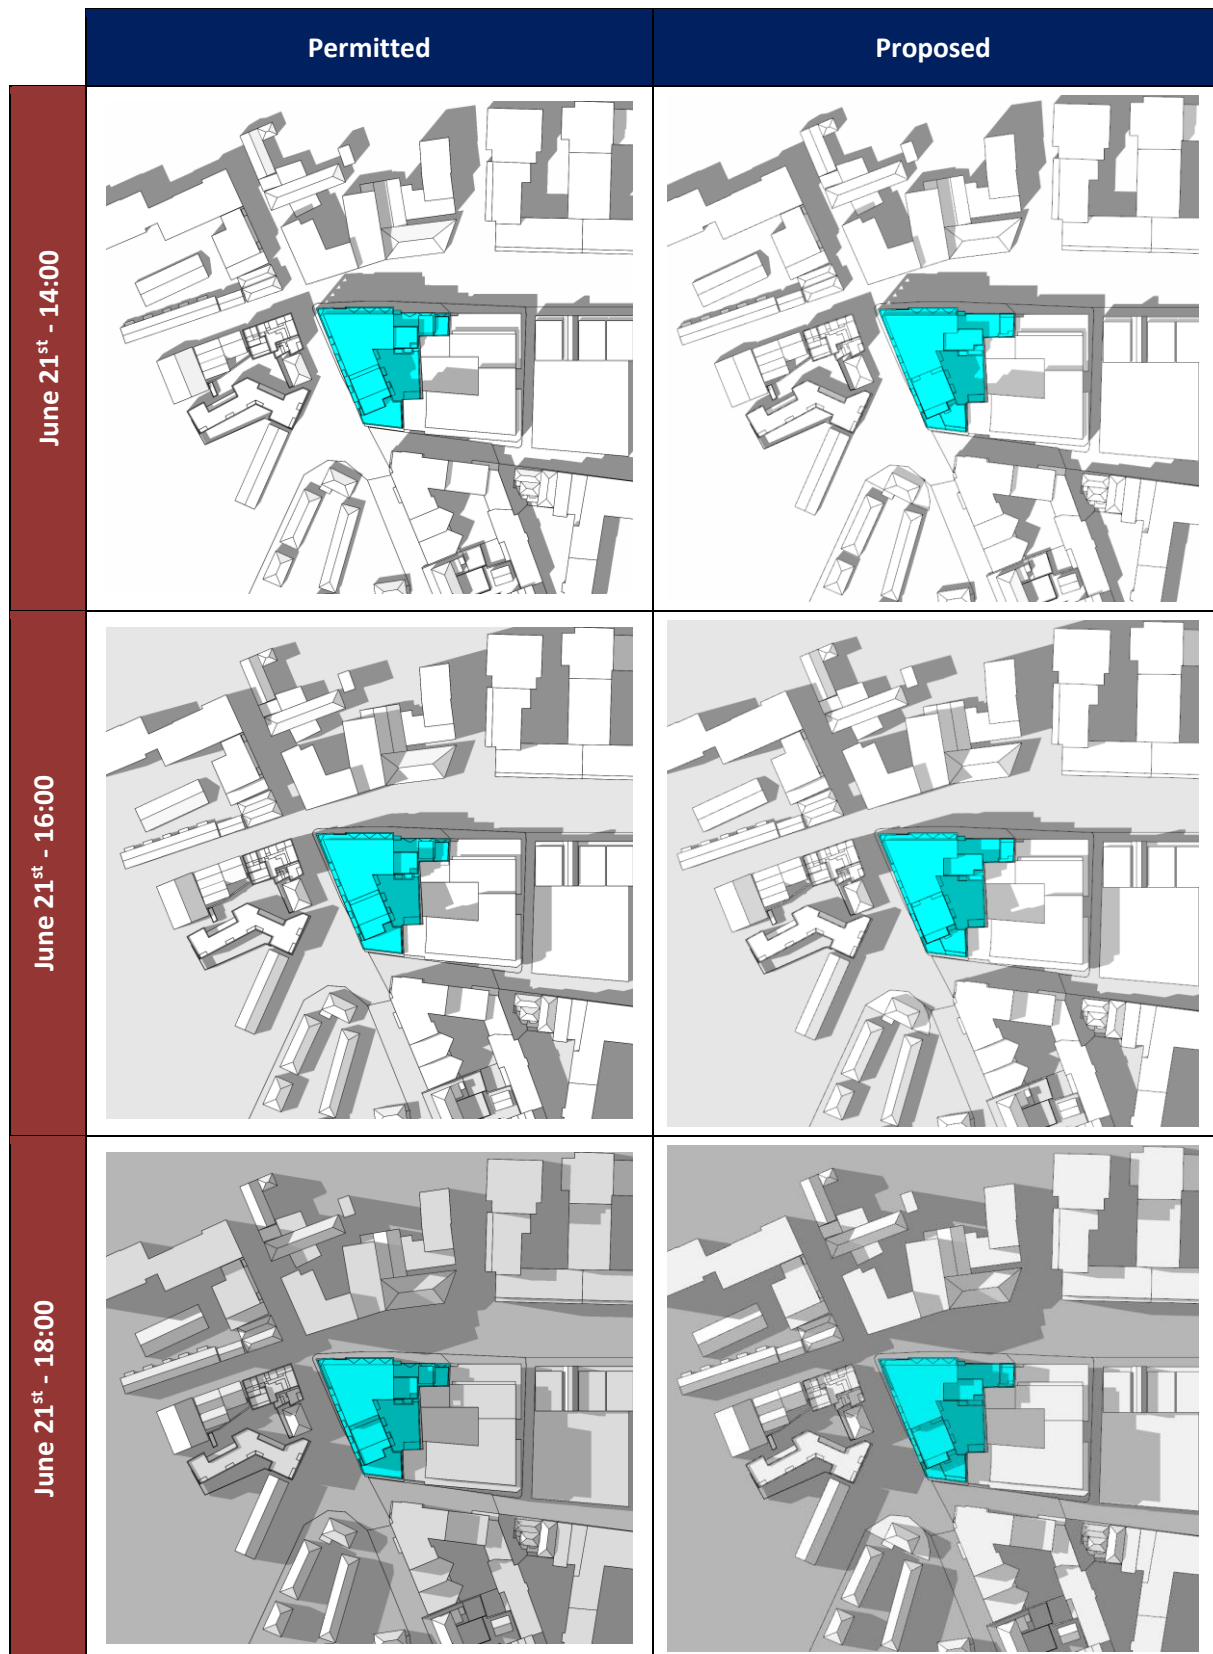 Permitted
Proposed
June 21st - 14:00
June 21st - 16:00
June 21st - 18:00